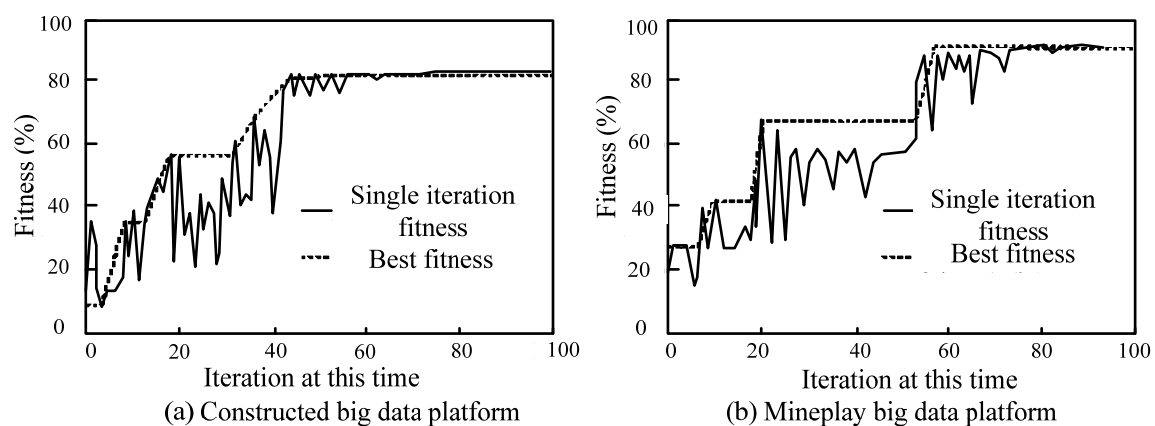 100
80
60
40
20
0
Fitness (%)
Single iteration
fitness
Best fitness
0 20 40 60 80 100
Iteration at this time
(a) Constructed big data platform
100
80
60
40
20
0
Fitness (%)
Single iteration
fitness
Best fitness
0 20 40 60 80 100
Iteration at this time
(b) Mineplay big data platform